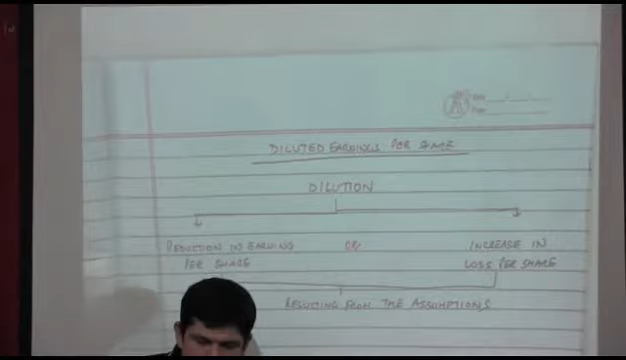 DILUTED EARNINGS PER SHARE
DILUTION
REDUCTION IN EARNING OR INCREASE IN
PER SHARE LOSS PER SHARE
RESULTING FROM THE ASSUMPTIONS